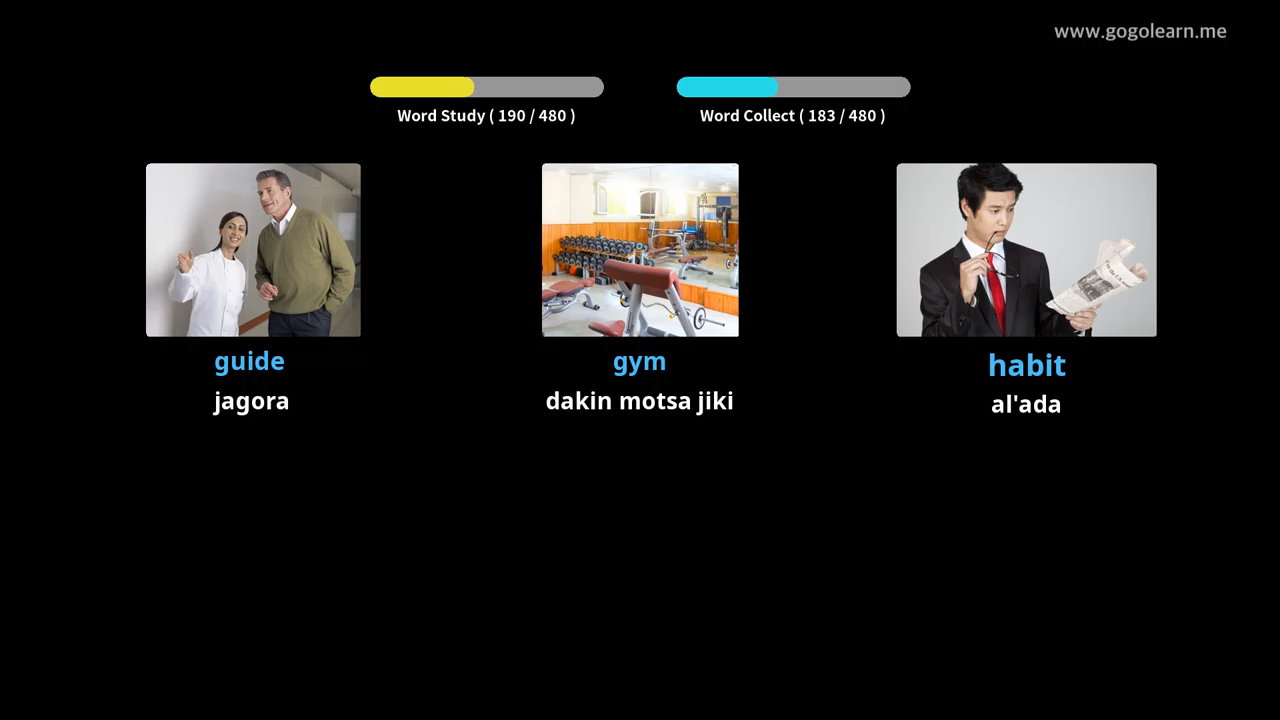 www.gogolearn.me
Word Study ( 190 / 480 )
Word Collect ( 183 / 480 )
guide
gym
habit
jagora
dakin motsa jiki
al'ada